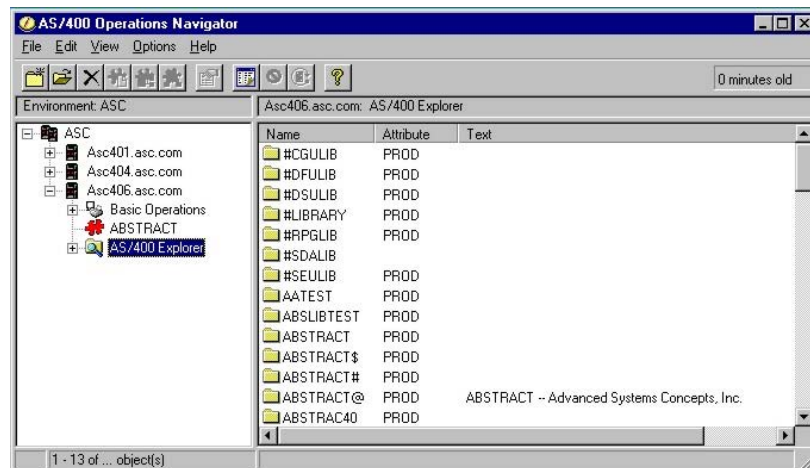 AS/400 Operations Navigator
File Edit View Options Help
0 minutes old
Environment: ASC
Asc406.asc.com: AS/400 Explorer
ASC
Asc401.asc.com
Asc404.asc.com
Asc406.asc.com
Basic Operations
ABSTRACT
AS/400 Explorer
Name Attribute Text
#CGULIB PROD
#DFULIB PROD
#DSULIB PROD
#LIBRARY PROD
#RPGLIB PROD
#SDALIB
#SEULIB PROD
AATEST PROD
ABSLIBTEST PROD
ABSTRACT PROD
ABSTRACT$ PROD
ABSTRACT# PROD
ABSTRACT@ PROD ABSTRACT -- Advanced Systems Concepts, Inc.
ABSTRAC40 PROD
1 - 13 of ... object(s)